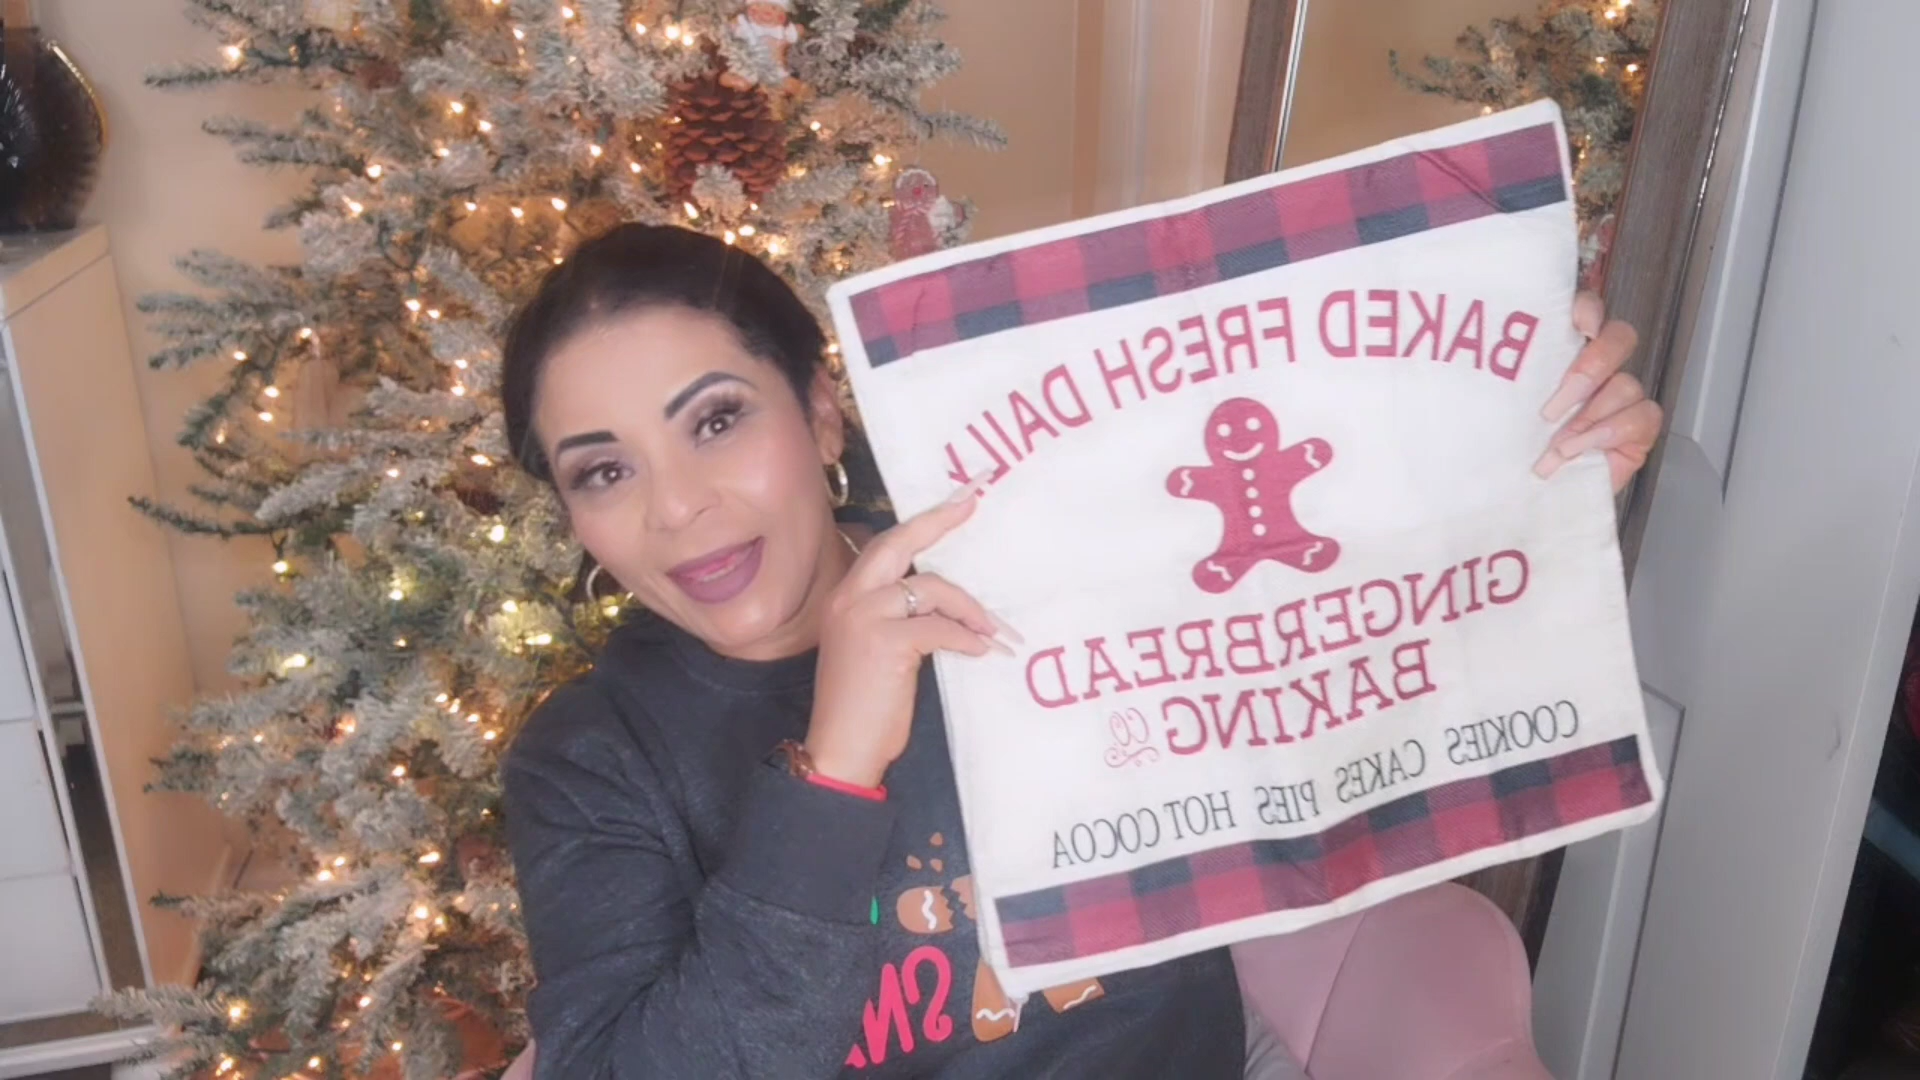 BAKED FRESH DAILY
GINGERBREAD
BAKING CO
COOKIES CAKES PIES HOT COCOA